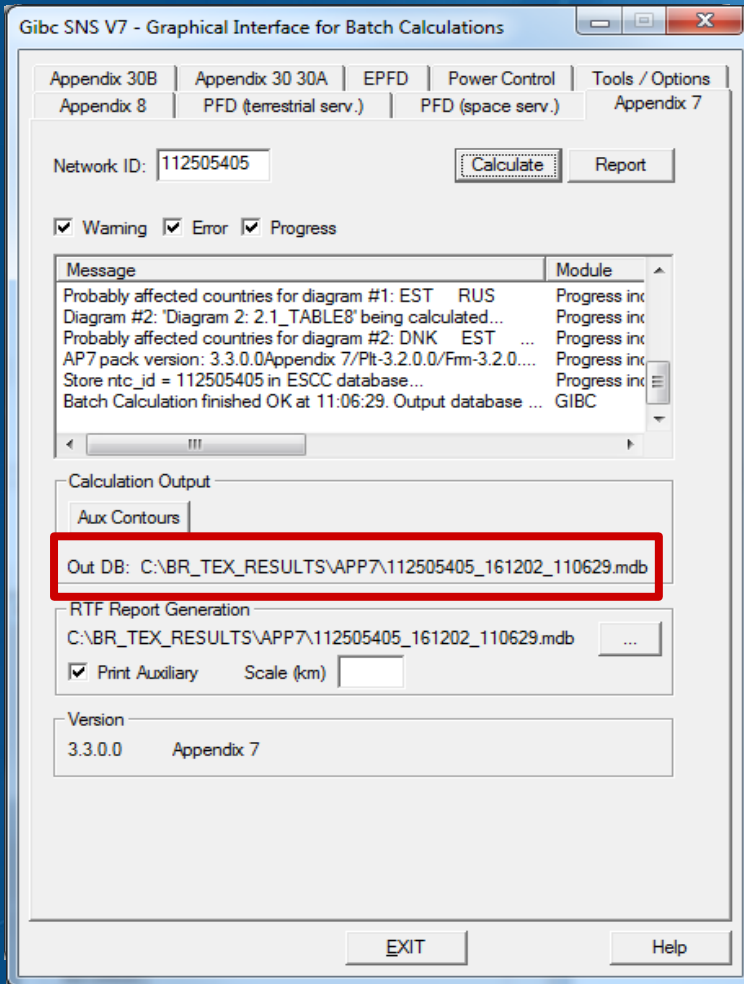 Gibc SNS V7 - Graphical Interface for Batch Calculations
Appendix 30B Appendix 30 30A EPFD Power Control Tools / Options
Appendix 8 PFD (terrestrial serv.) PFD (space serv.) Appendix 7
Network ID: 112505405 Calculate Report
Warning Error Progress
Message Module
Probably affected countries for diagram #1: EST RUS Progress inc
Diagram #2: 'Diagram 2: 2.1_TABLE8' being calculated... Progress inc
Probably affected countries for diagram #2: DNK EST ... Progress inc
AP7 pack version: 3.3.0.0Appendix 7/Plt-3.2.0.0/Frm-3.2.0.... Progress inc
Store ntc_id = 112505405 in ESCC database... Progress inc
Batch Calculation finished OK at 11:06:29. Output database ... GIBC
Calculation Output
Aux Contours
Out DB: C:\BR_TEX_RESULTS\APP7\112505405_161202_110629.mdb
RTF Report Generation
C:\BR_TEX_RESULTS\APP7\112505405_161202_110629.mdb ...
Print Auxiliary Scale (km)
Version
3.3.0.0 Appendix 7
EXIT Help